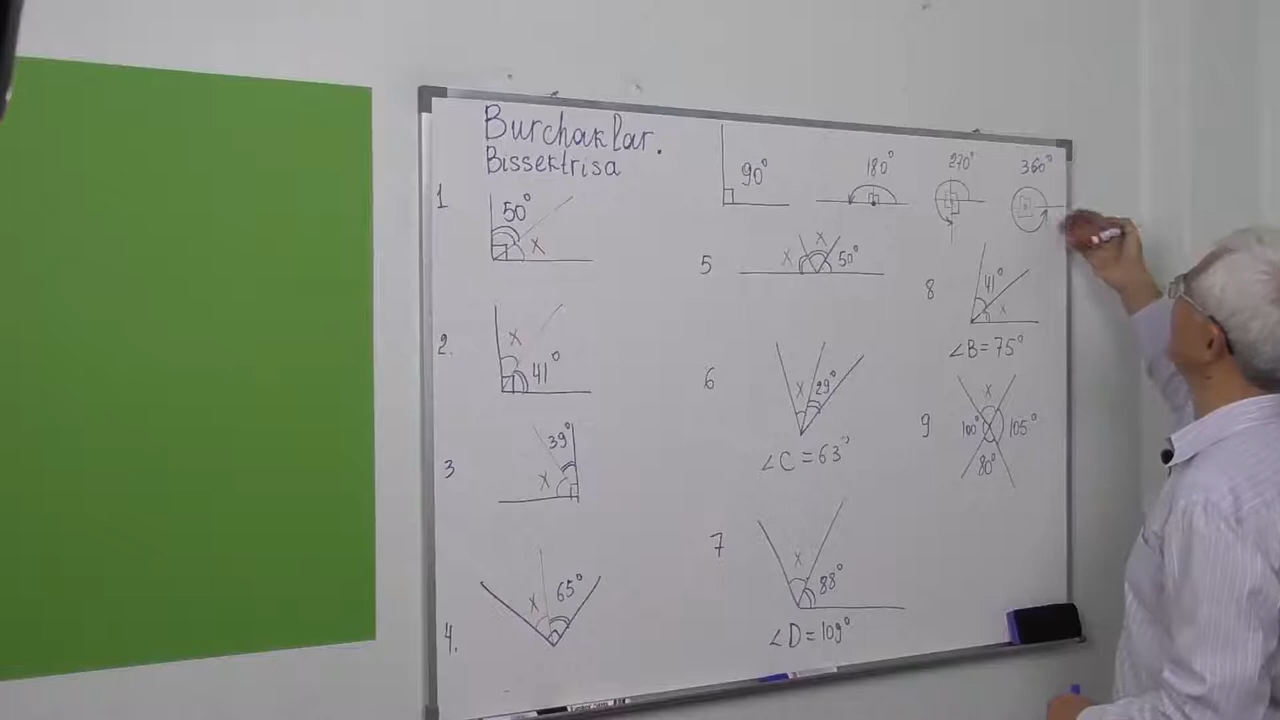 Burchaklar.
Bissektrisa
90°
180°
270°
360°
1
50°
x
2.
x
41°
3
39°
x
4.
x
65°
5
x
x
50°
6
x
29°
∠C = 63°
7
x
88°
∠D = 109°
8
41°
x
∠B = 75°
9
x
100°
105°
80°